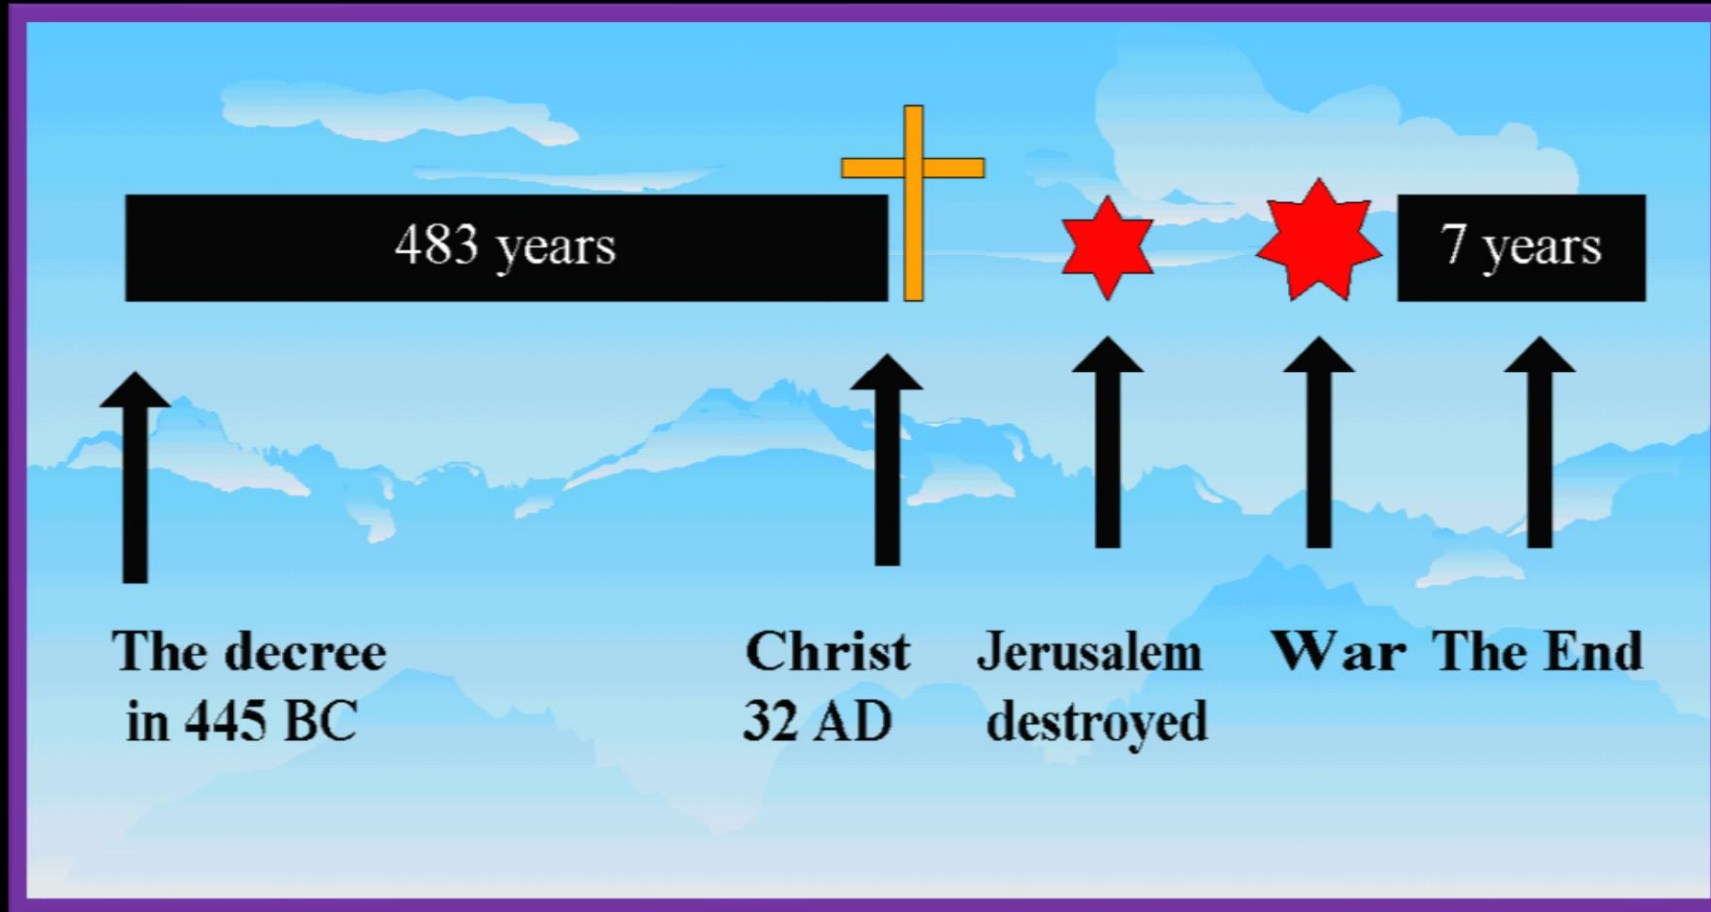 483 years
7 years
The decree
in 445 BC
Christ
32 AD
Jerusalem
destroyed
War
The End